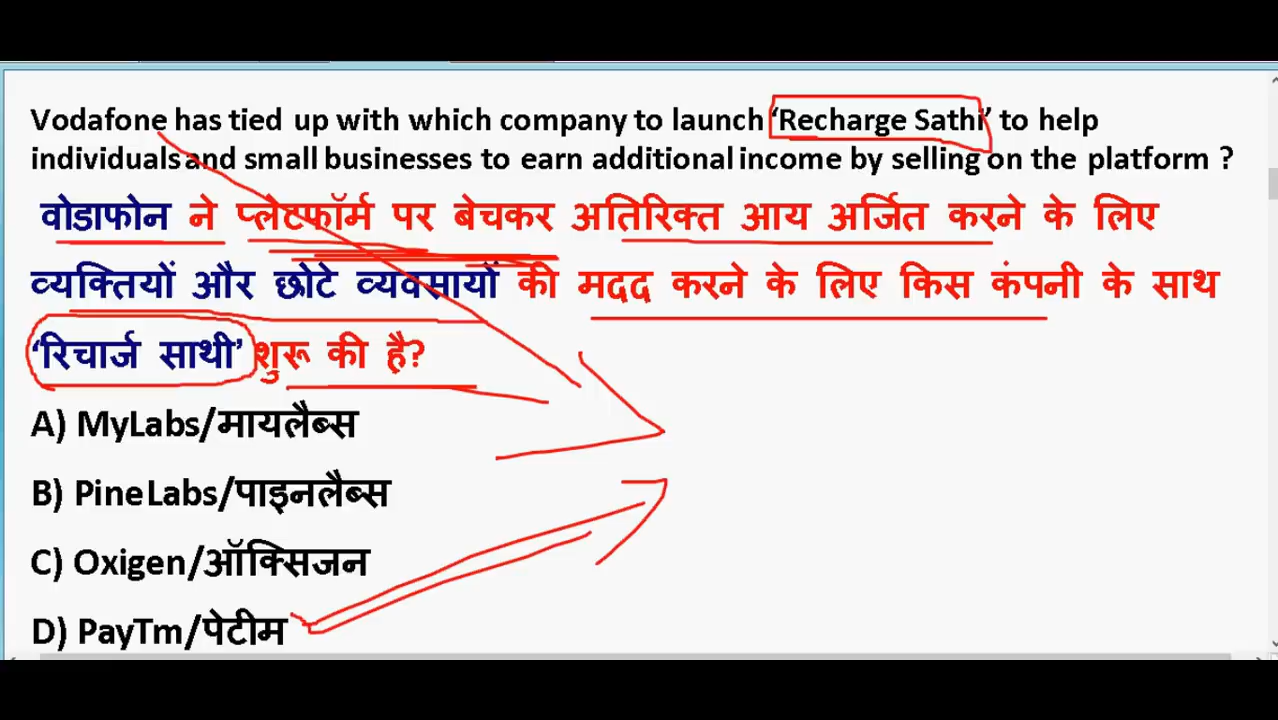 Vodafone has tied up with which company to launch ‘Recharge Sathi’ to help
individuals and small businesses to earn additional income by selling on the platform ?
वोडाफोन ने प्लेटफॉर्म पर बेचकर अतिरिक्त आय अर्जित करने के लिए
व्यक्तियों और छोटे व्यवसायों की मदद करने के लिए किस कंपनी के साथ
‘रिचार्ज साथी’ शुरू की है?
A) MyLabs/मायलैब्स
B) PineLabs/पाइनलैब्स
C) Oxigen/ऑक्सिजन
D) PayTm/पेटीम